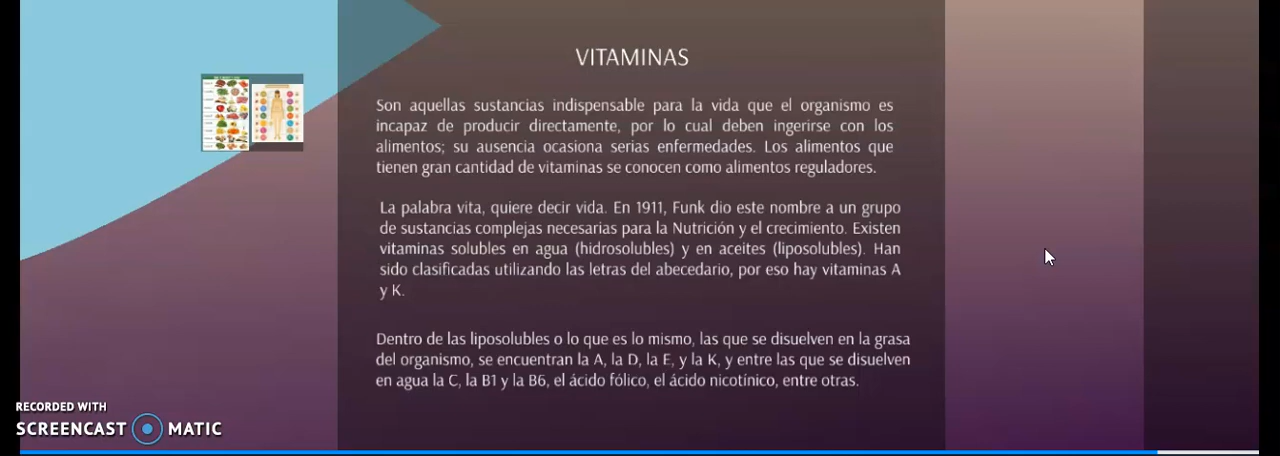 VITAMINAS
Son aquellas sustancias indispensable para la vida que el organismo es
incapaz de producir directamente, por lo cual deben ingerirse con los
alimentos; su ausencia ocasiona serias enfermedades. Los alimentos que
tienen gran cantidad de vitaminas se conocen como alimentos reguladores.
La palabra vita, quiere decir vida. En 1911, Funk dio este nombre a un grupo
de sustancias complejas necesarias para la Nutrición y el crecimiento. Existen
vitaminas solubles en agua (hidrosolubles) y en aceites (liposolubles). Han
sido clasificadas utilizando las letras del abecedario, por eso hay vitaminas A
y K.
Dentro de las liposolubles o lo que es lo mismo, las que se disuelven en la grasa
del organismo, se encuentran la A, la D, la E, y la K, y entre las que se disuelven
en agua la C, la B1 y la B6, el ácido fólico, el ácido nicotínico, entre otras.
RECORDED WITH
SCREENCAST MATIC